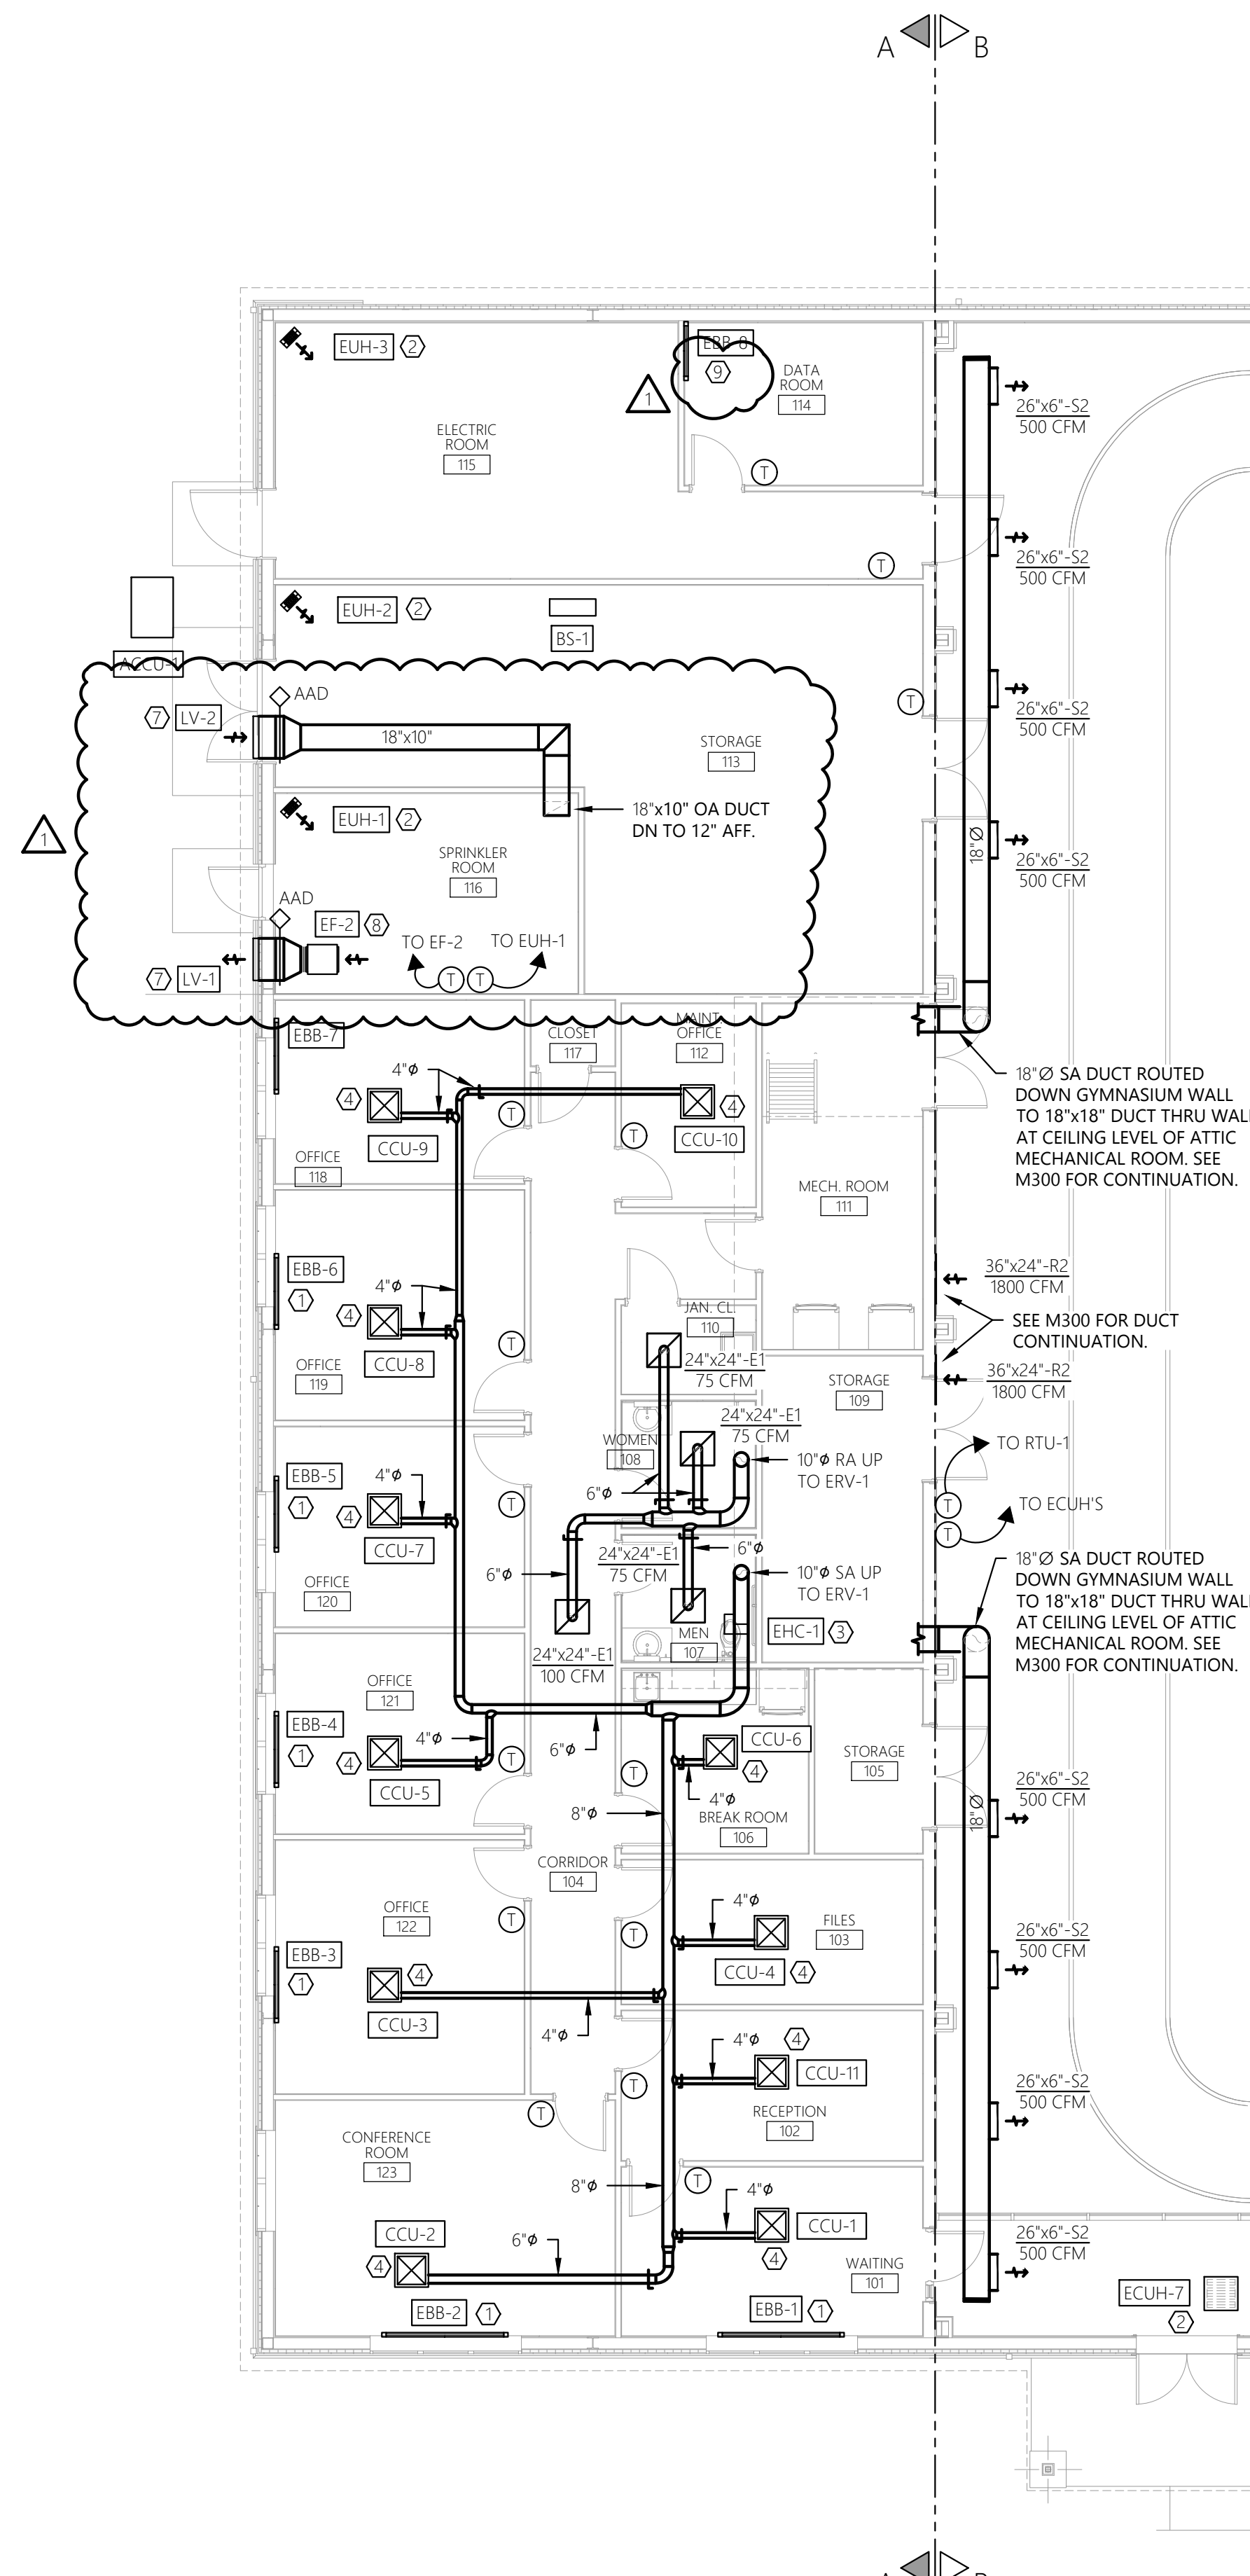 A
B
EUH-3
2
EBB-8
9
1
DATA
ROOM
114
26"x6"-S2
500 CFM
ELECTRIC
ROOM
115
T
26"x6"-S2
500 CFM
T
EUH-2
2
BS-1
ACCU-1
AAD
7
LV-2
18"x10"
T
26"x6"-S2
500 CFM
STORAGE
113
18"x10" OA DUCT
DN TO 12" AFF.
1
EUH-1
2
SPRINKLER
ROOM
116
18"Ø
26"x6"-S2
500 CFM
AAD
EF-2
8
TO EF-2
TO EUH-1
7
LV-1
T
T
EBB-7
CLOSET
117
MAINT.
OFFICE
112
4"ø
4
CCU-9
T
T
4
CCU-10
18"Ø SA DUCT ROUTED
DOWN GYMNASIUM WALL
TO 18"x18" DUCT THRU WALL
AT CEILING LEVEL OF ATTIC
MECHANICAL ROOM. SEE
M300 FOR CONTINUATION.
OFFICE
118
MECH. ROOM
111
EBB-6
1
4"ø
4
CCU-8
OFFICE
119
T
JAN. CL.
110
24"x24"-E1
75 CFM
36"x24"-R2
1800 CFM
SEE M300 FOR DUCT
CONTINUATION.
36"x24"-R2
1800 CFM
STORAGE
109
24"x24"-E1
75 CFM
WOMEN
108
10"ø RA UP
TO ERV-1
TO RTU-1
EBB-5
1
4"ø
4
CCU-7
T
6"ø
T
T
TO ECUH'S
OFFICE
120
24"x24"-E1
75 CFM
6"ø
6"ø
10"ø SA UP
TO ERV-1
18"Ø SA DUCT ROUTED
DOWN GYMNASIUM WALL
TO 18"x18" DUCT THRU WALL
AT CEILING LEVEL OF ATTIC
MECHANICAL ROOM. SEE
M300 FOR CONTINUATION.
MEN
107
EHC-1
3
24"x24"-E1
100 CFM
OFFICE
121
EBB-4
1
4
4"ø
CCU-5
6"ø
T
T
CCU-6
4
4"ø
STORAGE
105
BREAK ROOM
106
8"ø
18"Ø
26"x6"-S2
500 CFM
CORRIDOR
104
OFFICE
122
T
T
4"ø
FILES
103
CCU-4
4
26"x6"-S2
500 CFM
EBB-3
1
4
CCU-3
4"ø
4"ø
4
CCU-11
T
T
RECEPTION
102
26"x6"-S2
500 CFM
CONFERENCE
ROOM
123
8"ø
T
4"ø
CCU-1
4
WAITING
101
26"x6"-S2
500 CFM
CCU-2
4
6"ø
EBB-2
1
EBB-1
1
ECUH-7
2
A
B